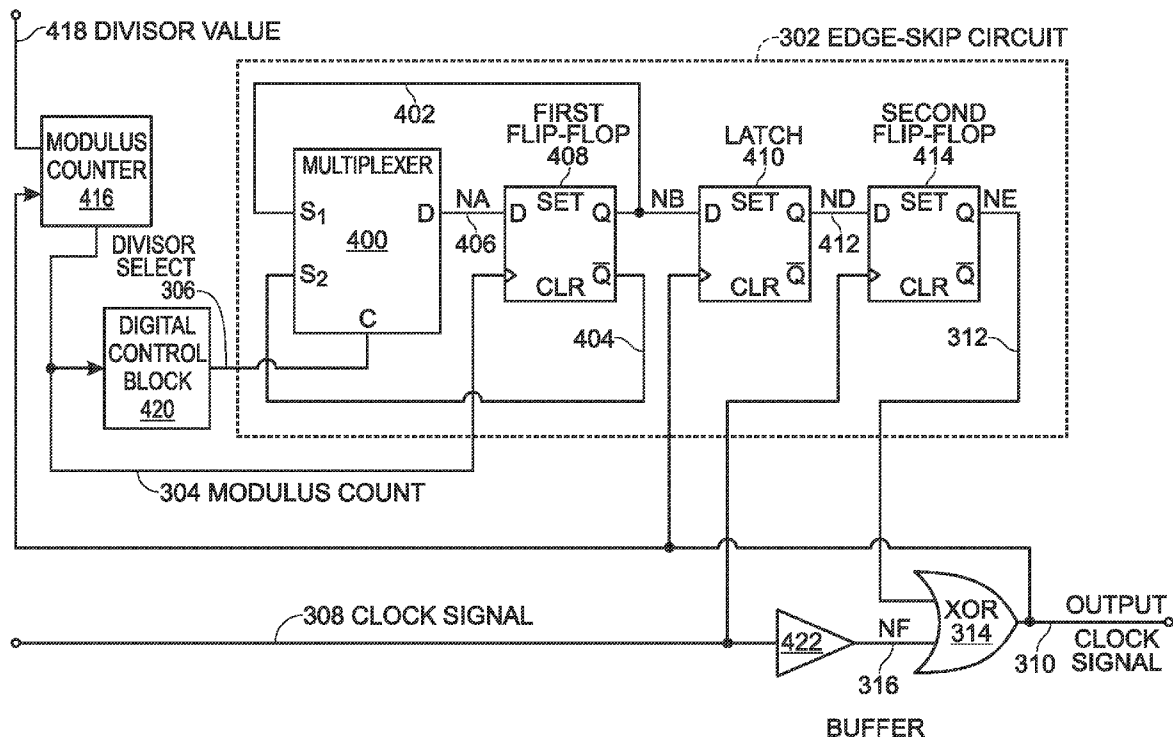 418 DIVISOR VALUE
302 EDGE-SKIP CIRCUIT
MODULUS
COUNTER
416
DIVISOR
SELECT
306
DIGITAL
CONTROL
BLOCK
420
304 MODULUS COUNT
402
MULTIPLEXER
S1
D
400
S2
C
NA
406
FIRST
FLIP-FLOP
408
D SET Q
Q
CLR
404
NB
LATCH
410
D SET Q
Q
CLR
ND
412
SECOND
FLIP-FLOP
414
D SET Q
Q
CLR
NE
312
308 CLOCK SIGNAL
422
NF
316
BUFFER
XOR
314
OUTPUT
CLOCK
SIGNAL
310